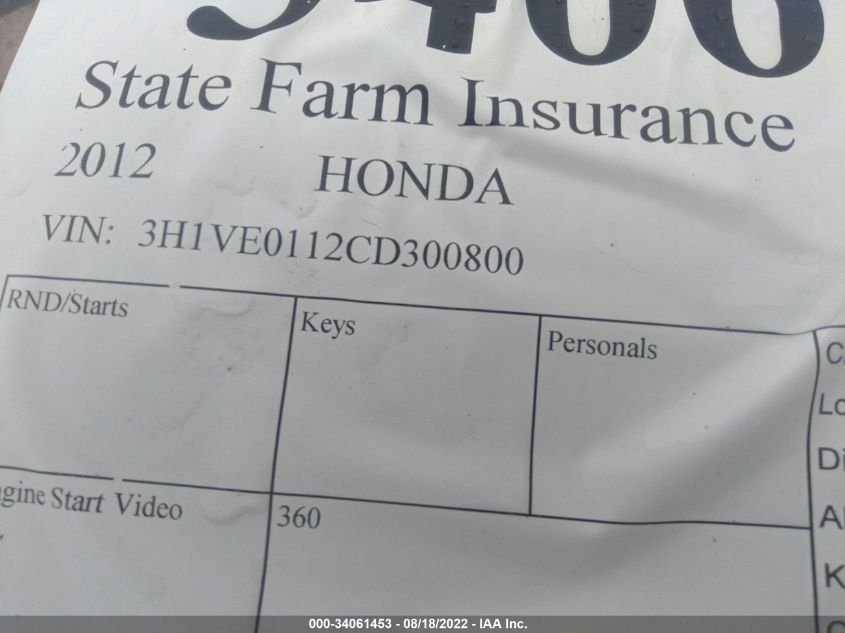 State Farm Insurance
2012 HONDA
VIN: 3H1VE0112CD300800
RND/Starts Keys Personals
Start Video 360
000-34061453 - 08/18/2022 - IAA Inc.